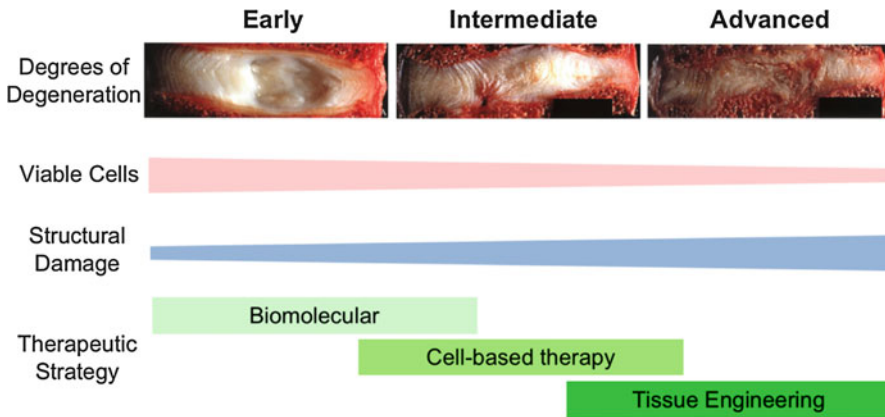 Early Intermediate Advanced
Degrees of
Degeneration
Viable Cells
Structural
Damage
Biomolecular
Therapeutic
Strategy
Cell-based therapy
Tissue Engineering